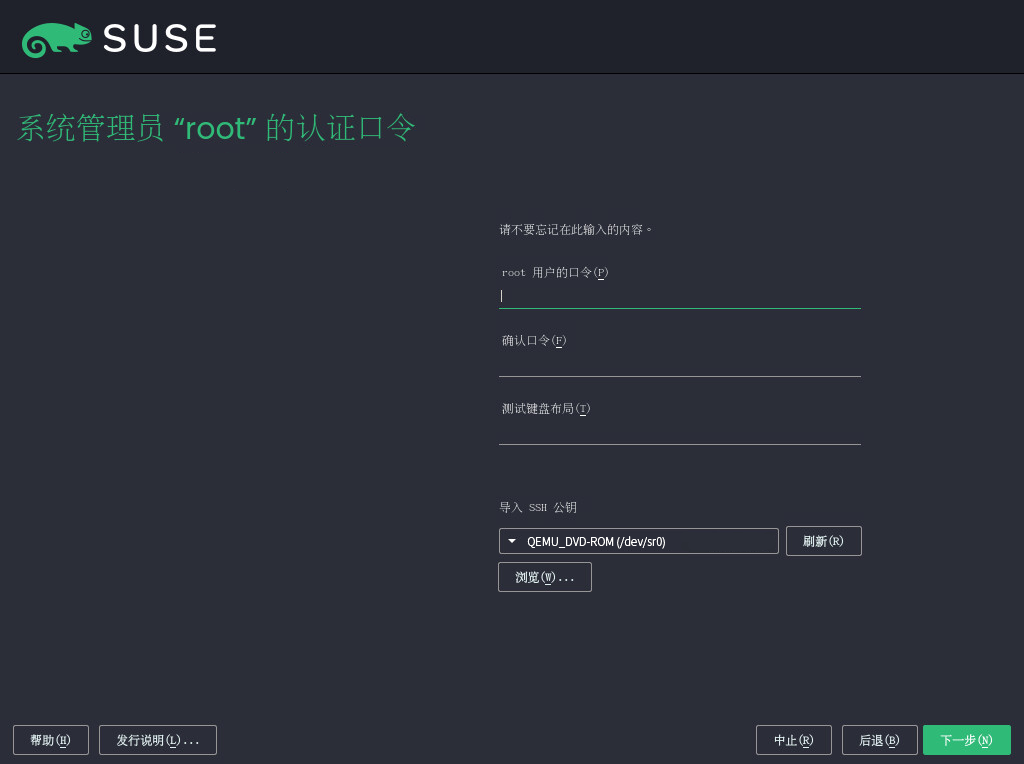 SUSE
系统管理员 “root” 的认证口令
请不要忘记在此输入的内容。
root 用户的口令(P)
确认口令(F)
测试键盘布局(T)
导入 SSH 公钥
QEMU_DVD-ROM (/dev/sr0)
刷新(R)
浏览(W)...
帮助(H)
发行说明(L)...
中止(R)
后退(B)
下一步(N)